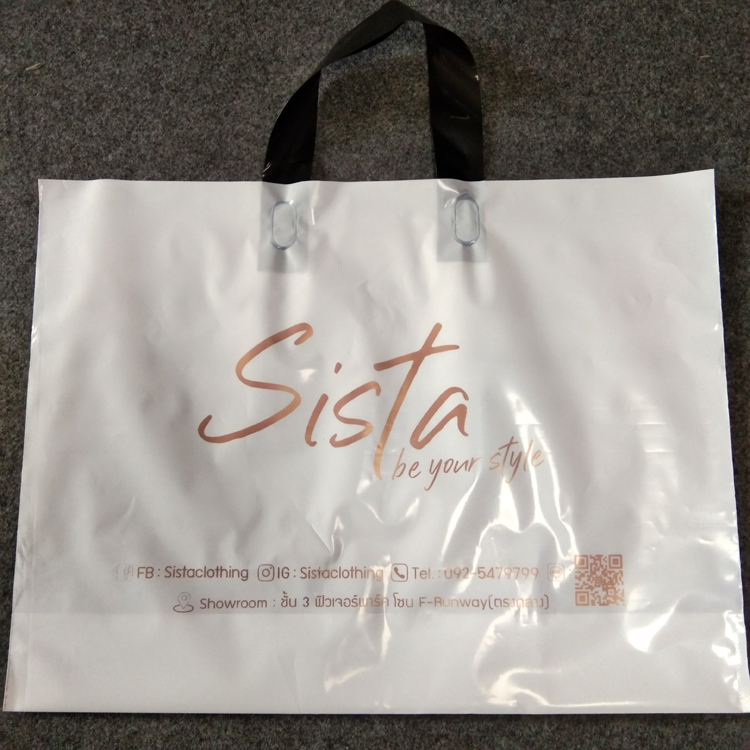 Sista
be your style
FB : Sistaclothing IG : Sistaclothing Tel. : 092-5479799
Showroom : ชั้น 3 ฟิวเจอร์พาร์ค โซน F-Runway(ตรงกลาง)